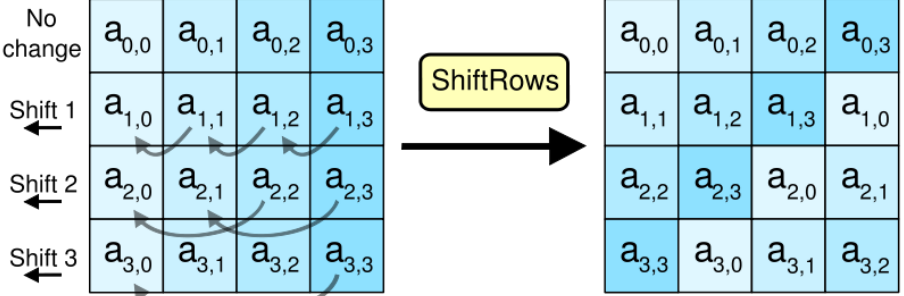 No
change
a0,0 a0,1 a0,2 a0,3
ShiftRows
a0,0 a0,1 a0,2 a0,3
Shift 1
a1,0 a1,1 a1,2 a1,3
a1,1 a1,2 a1,3 a1,0
Shift 2
a2,0 a2,1 a2,2 a2,3
a2,2 a2,3 a2,0 a2,1
Shift 3
a3,0 a3,1 a3,2 a3,3
a3,3 a3,0 a3,1 a3,2